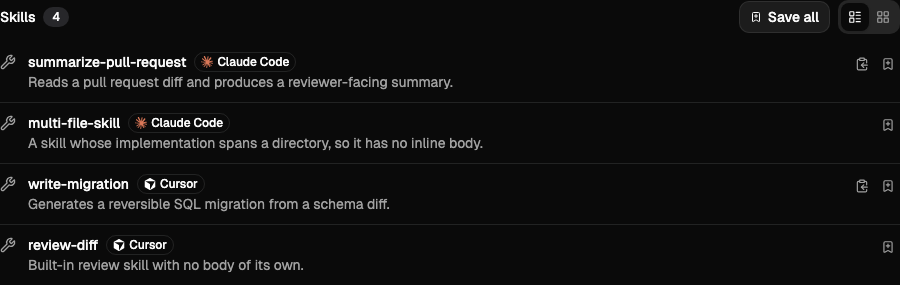 Skills 4 Save all
summarize-pull-request Claude Code
Reads a pull request diff and produces a reviewer-facing summary.
multi-file-skill Claude Code
A skill whose implementation spans a directory, so it has no inline body.
write-migration Cursor
Generates a reversible SQL migration from a schema diff.
review-diff Cursor
Built-in review skill with no body of its own.